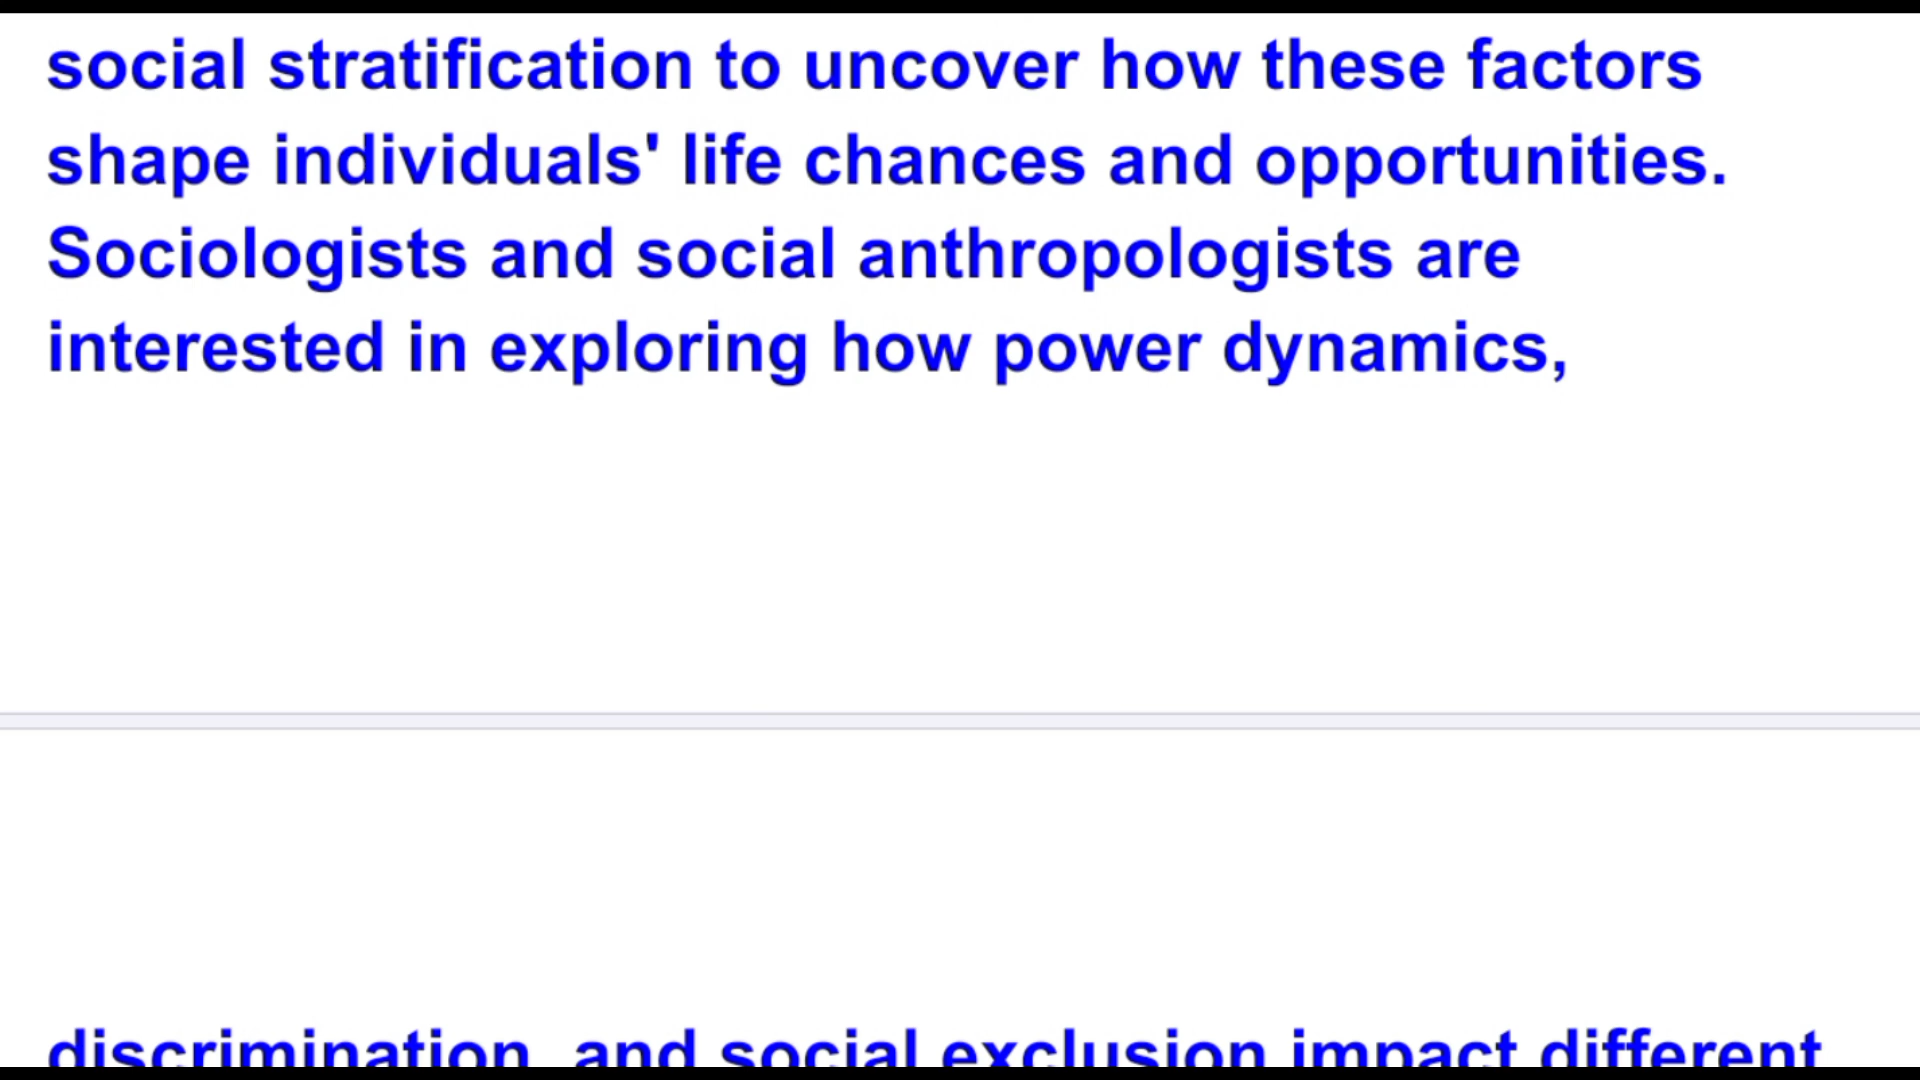 social stratification to uncover how these factors
shape individuals' life chances and opportunities.
Sociologists and social anthropologists are
interested in exploring how power dynamics,
discrimination, and social exclusion impact different